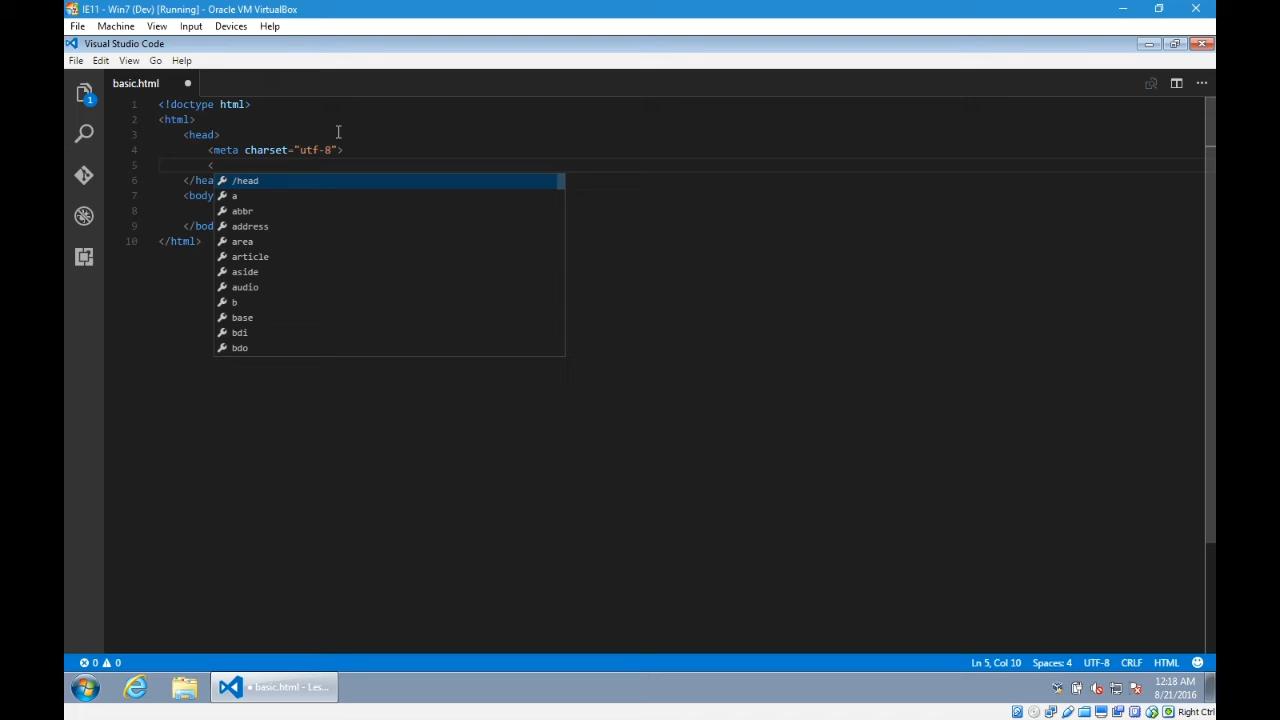 IE11 - Win7 (Dev) [Running] - Oracle VM VirtualBox
File Machine View Input Devices Help
Visual Studio Code
File Edit View Go Help
basic.html
1 <!doctype html>
2 <html>
3 <head>
4 <meta charset="utf-8">
5 <
6 </hea
/head
7 <body
a
8
abbr
9 </bod
address
10 </html>
area
article
aside
audio
b
base
bdi
bdo
1
0 0
Ln 5, Col 10 Spaces: 4 UTF-8 CRLF HTML
basic.html - Les...
12:18 AM
8/21/2016
Right Ctrl